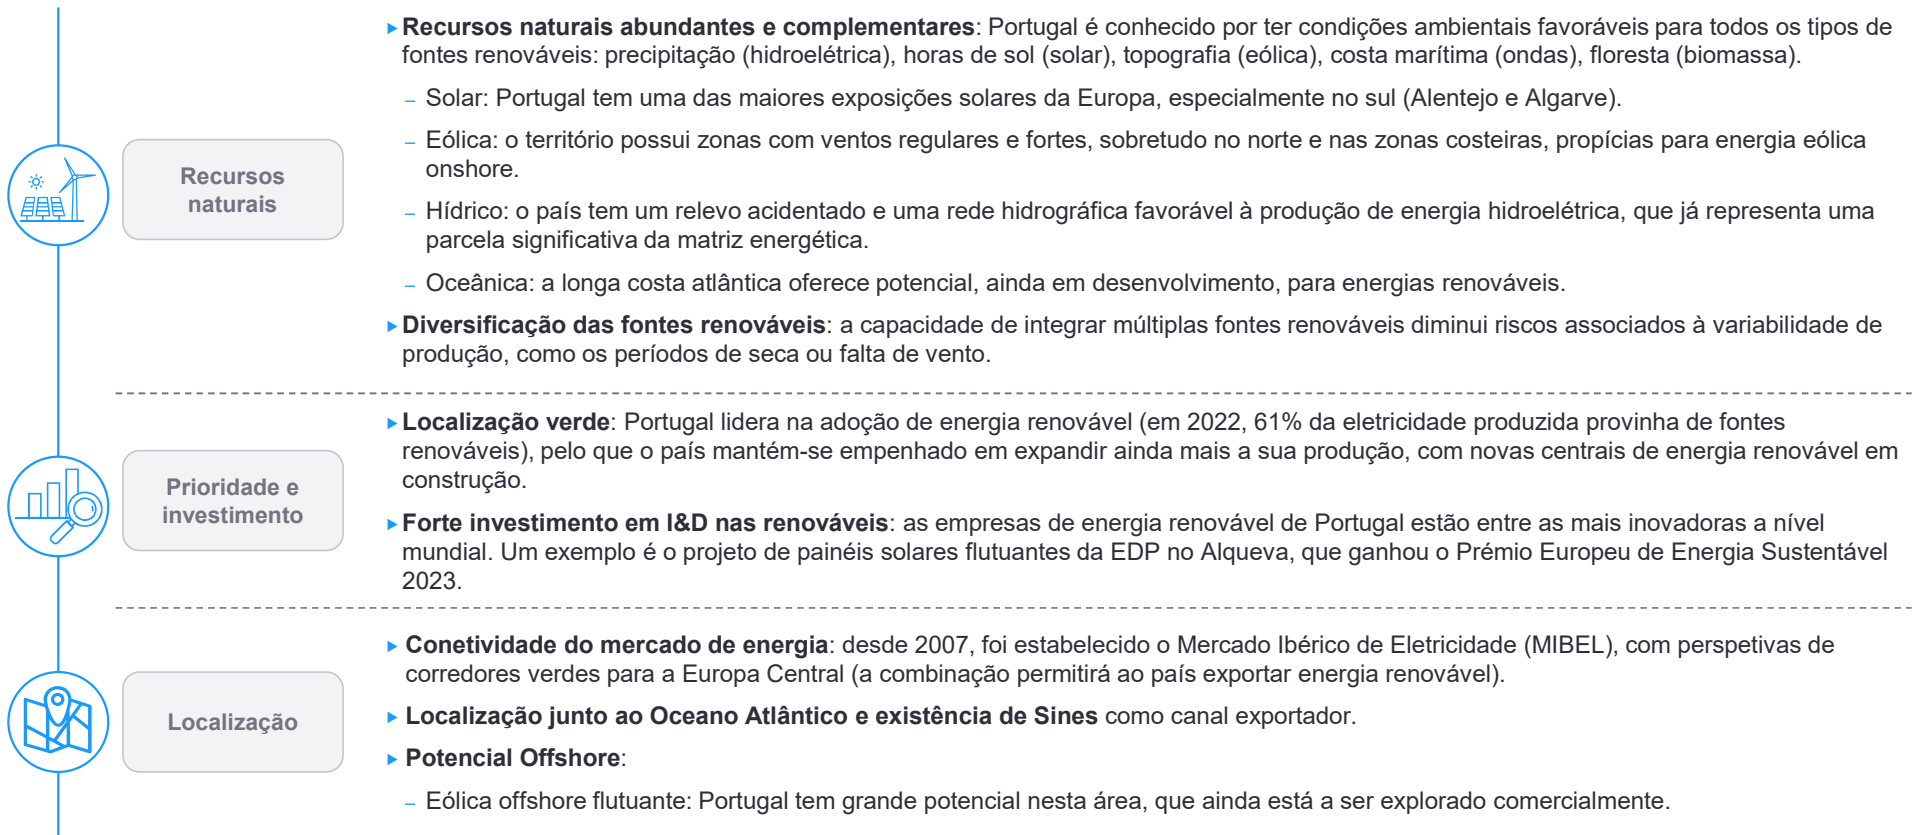 Recursos naturais abundantes e complementares: Portugal é conhecido por ter condições ambientais favoráveis para todos os tipos de
fontes renováveis: precipitação (hidroelétrica), horas de sol (solar), topografia (eólica), costa marítima (ondas), floresta (biomassa).
– Solar: Portugal tem uma das maiores exposições solares da Europa, especialmente no sul (Alentejo e Algarve).
– Eólica: o território possui zonas com ventos regulares e fortes, sobretudo no norte e nas zonas costeiras, propícias para energia eólica
onshore.
Recursos
naturais
– Hídrico: o país tem um relevo acidentado e uma rede hidrográfica favorável à produção de energia hidroelétrica, que já representa uma
parcela significativa da matriz energética.
– Oceânica: a longa costa atlântica oferece potencial, ainda em desenvolvimento, para energias renováveis.
Diversificação das fontes renováveis: a capacidade de integrar múltiplas fontes renováveis diminui riscos associados à variabilidade de
produção, como os períodos de seca ou falta de vento.
Localização verde: Portugal lidera na adoção de energia renovável (em 2022, 61% da eletricidade produzida provinha de fontes
renováveis), pelo que o país mantém-se empenhado em expandir ainda mais a sua produção, com novas centrais de energia renovável em
construção.
Prioridade e
investimento
Forte investimento em I&D nas renováveis: as empresas de energia renovável de Portugal estão entre as mais inovadoras a nível
mundial. Um exemplo é o projeto de painéis solares flutuantes da EDP no Alqueva, que ganhou o Prémio Europeu de Energia Sustentável
2023.
Conetividade do mercado de energia: desde 2007, foi estabelecido o Mercado Ibérico de Eletricidade (MIBEL), com perspetivas de
corredores verdes para a Europa Central (a combinação permitirá ao país exportar energia renovável).
Localização
Localização junto ao Oceano Atlântico e existência de Sines como canal exportador.
Potencial Offshore:
– Eólica offshore flutuante: Portugal tem grande potencial nesta área, que ainda está a ser explorado comercialmente.